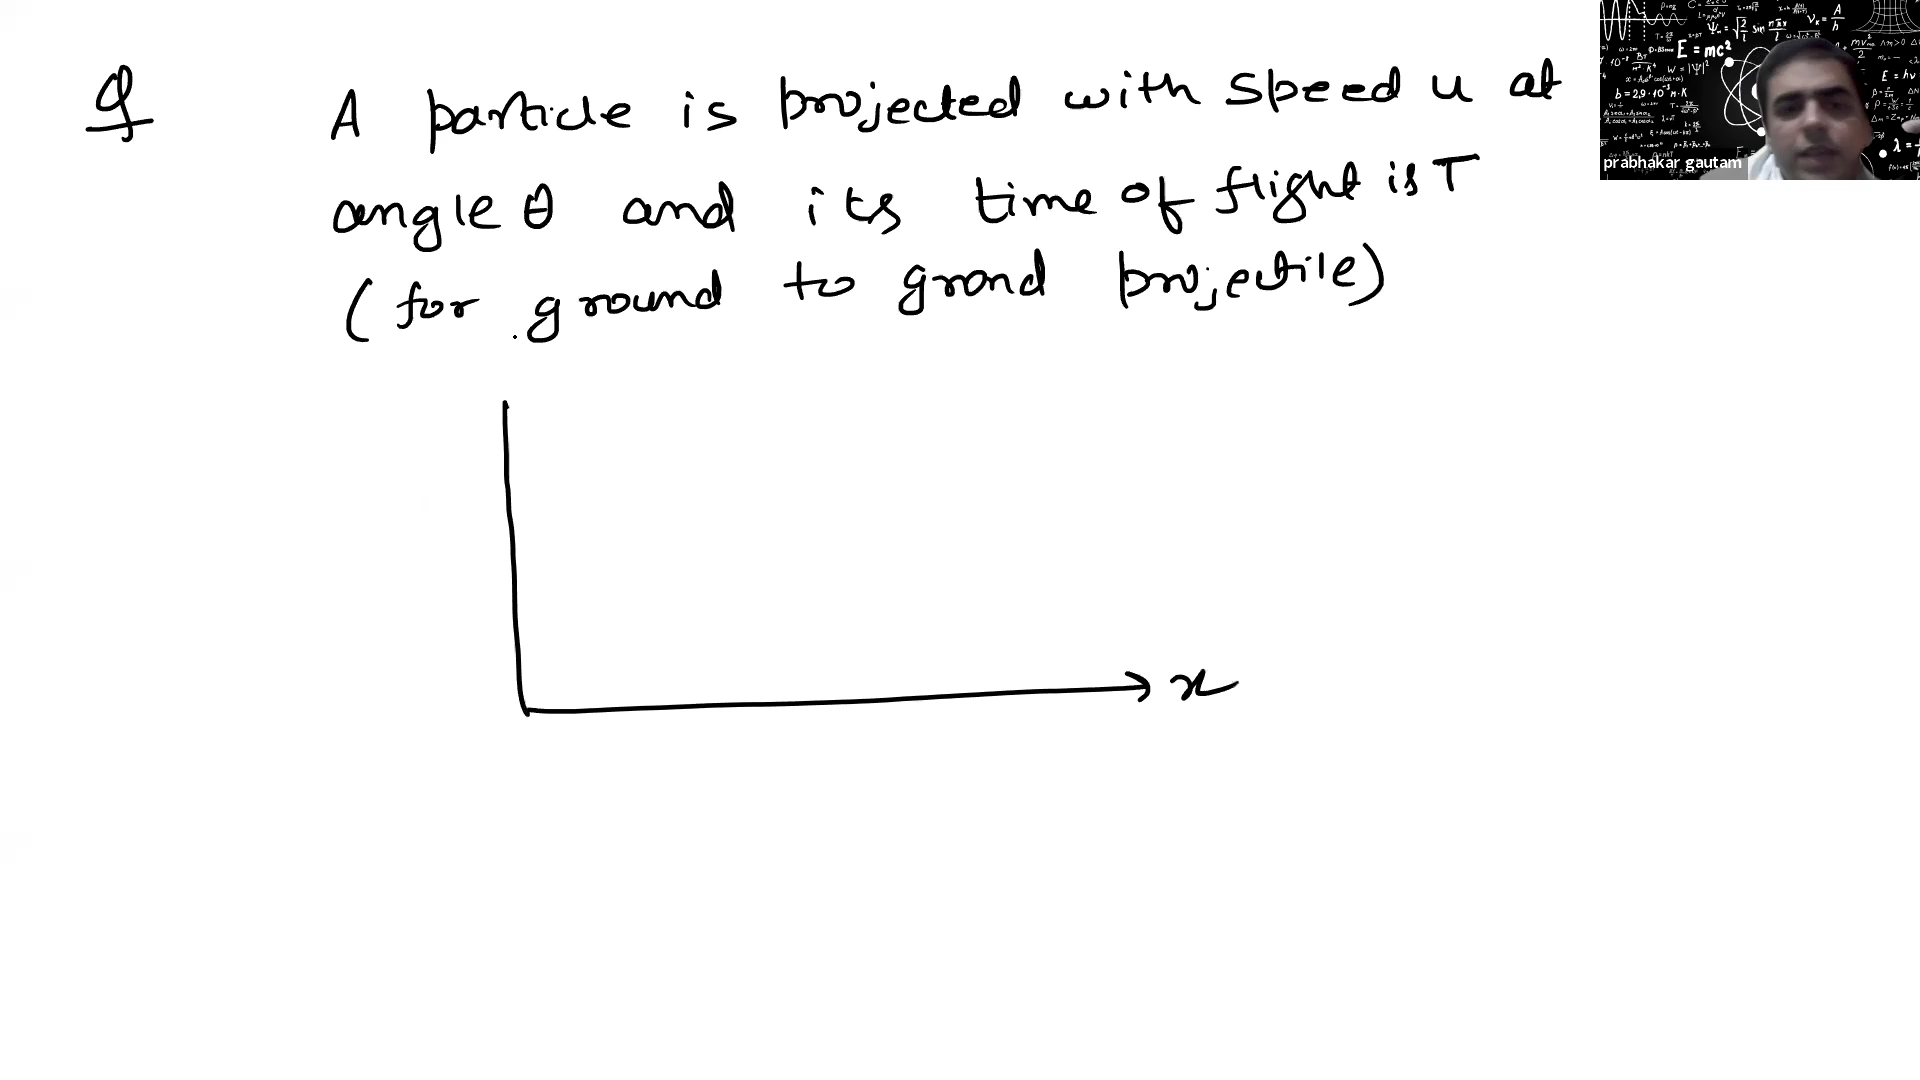 Q A particle is projected with speed u at
angle θ and its time of flight is T
(for ground to grond projectile)
x
prabhakar gautam
E = mc²